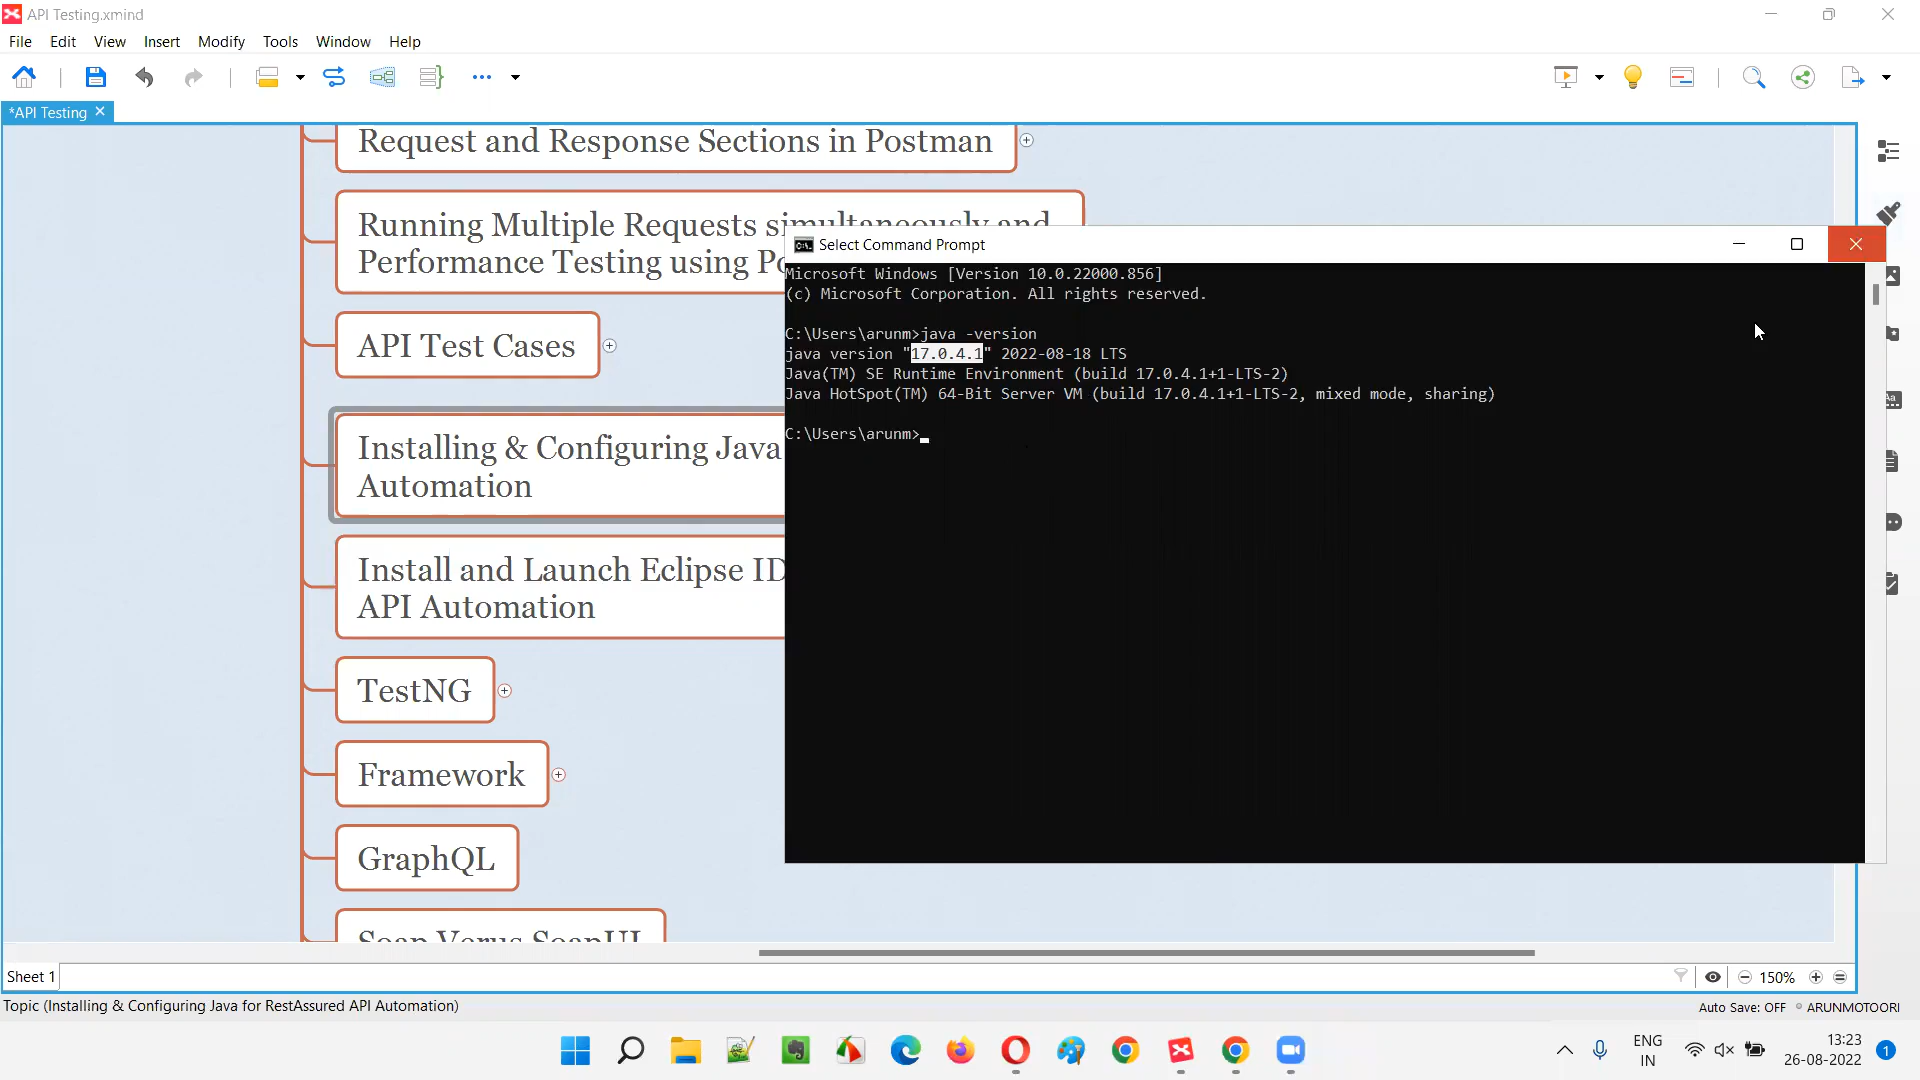 API Testing.xmind
File Edit View Insert Modify Tools Window Help
*API Testing
Request and Response Sections in Postman
Running Multiple Requests simultaneously and
Performance Testing using
API Test Cases
Installing & Configuring Java
Automation
Install and Launch Eclipse
API Automation
TestNG
Framework
GraphQL
Soap Verus SoapUI
Select Command Prompt
Microsoft Windows [Version 10.0.22000.856]
(c) Microsoft Corporation. All rights reserved.
C:\Users\arunm>java -version
java version "17.0.4.1" 2022-08-18 LTS
Java(TM) SE Runtime Environment (build 17.0.4.1+1-LTS-2)
Java HotSpot(TM) 64-Bit Server VM (build 17.0.4.1+1-LTS-2, mixed mode, sharing)
C:\Users\arunm>
Sheet 1
150%
Topic (Installing & Configuring Java for RestAssured API Automation)
Auto Save: OFF ARUNMOTOORI
ENG
IN
13:23
26-08-2022
1